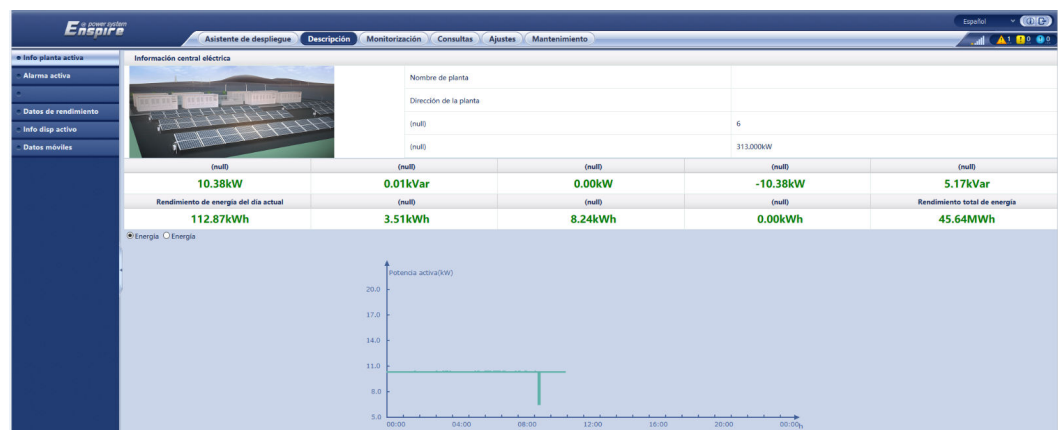 Enspire
e power system
Español
Asistente de despliegue Descripción Monitorización Consultas Ajustes Mantenimiento
1 0 0
Info planta activa
Alarma activa
Datos de rendimiento
Info disp activo
Datos móviles
Información central eléctrica
Nombre de planta
Dirección de la planta
(null) 6
(null) 313.000kW
(null) (null) (null) (null) (null)
10.38kW 0.01kVar 0.00kW -10.38kW 5.17kVar
Rendimiento de energía del día actual (null) (null) (null) Rendimiento total de energía
112.87kWh 3.51kWh 8.24kWh 0.00kWh 45.64MWh
Energía Energía
Potencia activa(kW)
20.0
17.0
14.0
11.0
8.0
5.0
00:00 04:00 08:00 12:00 16:00 20:00 00:00h